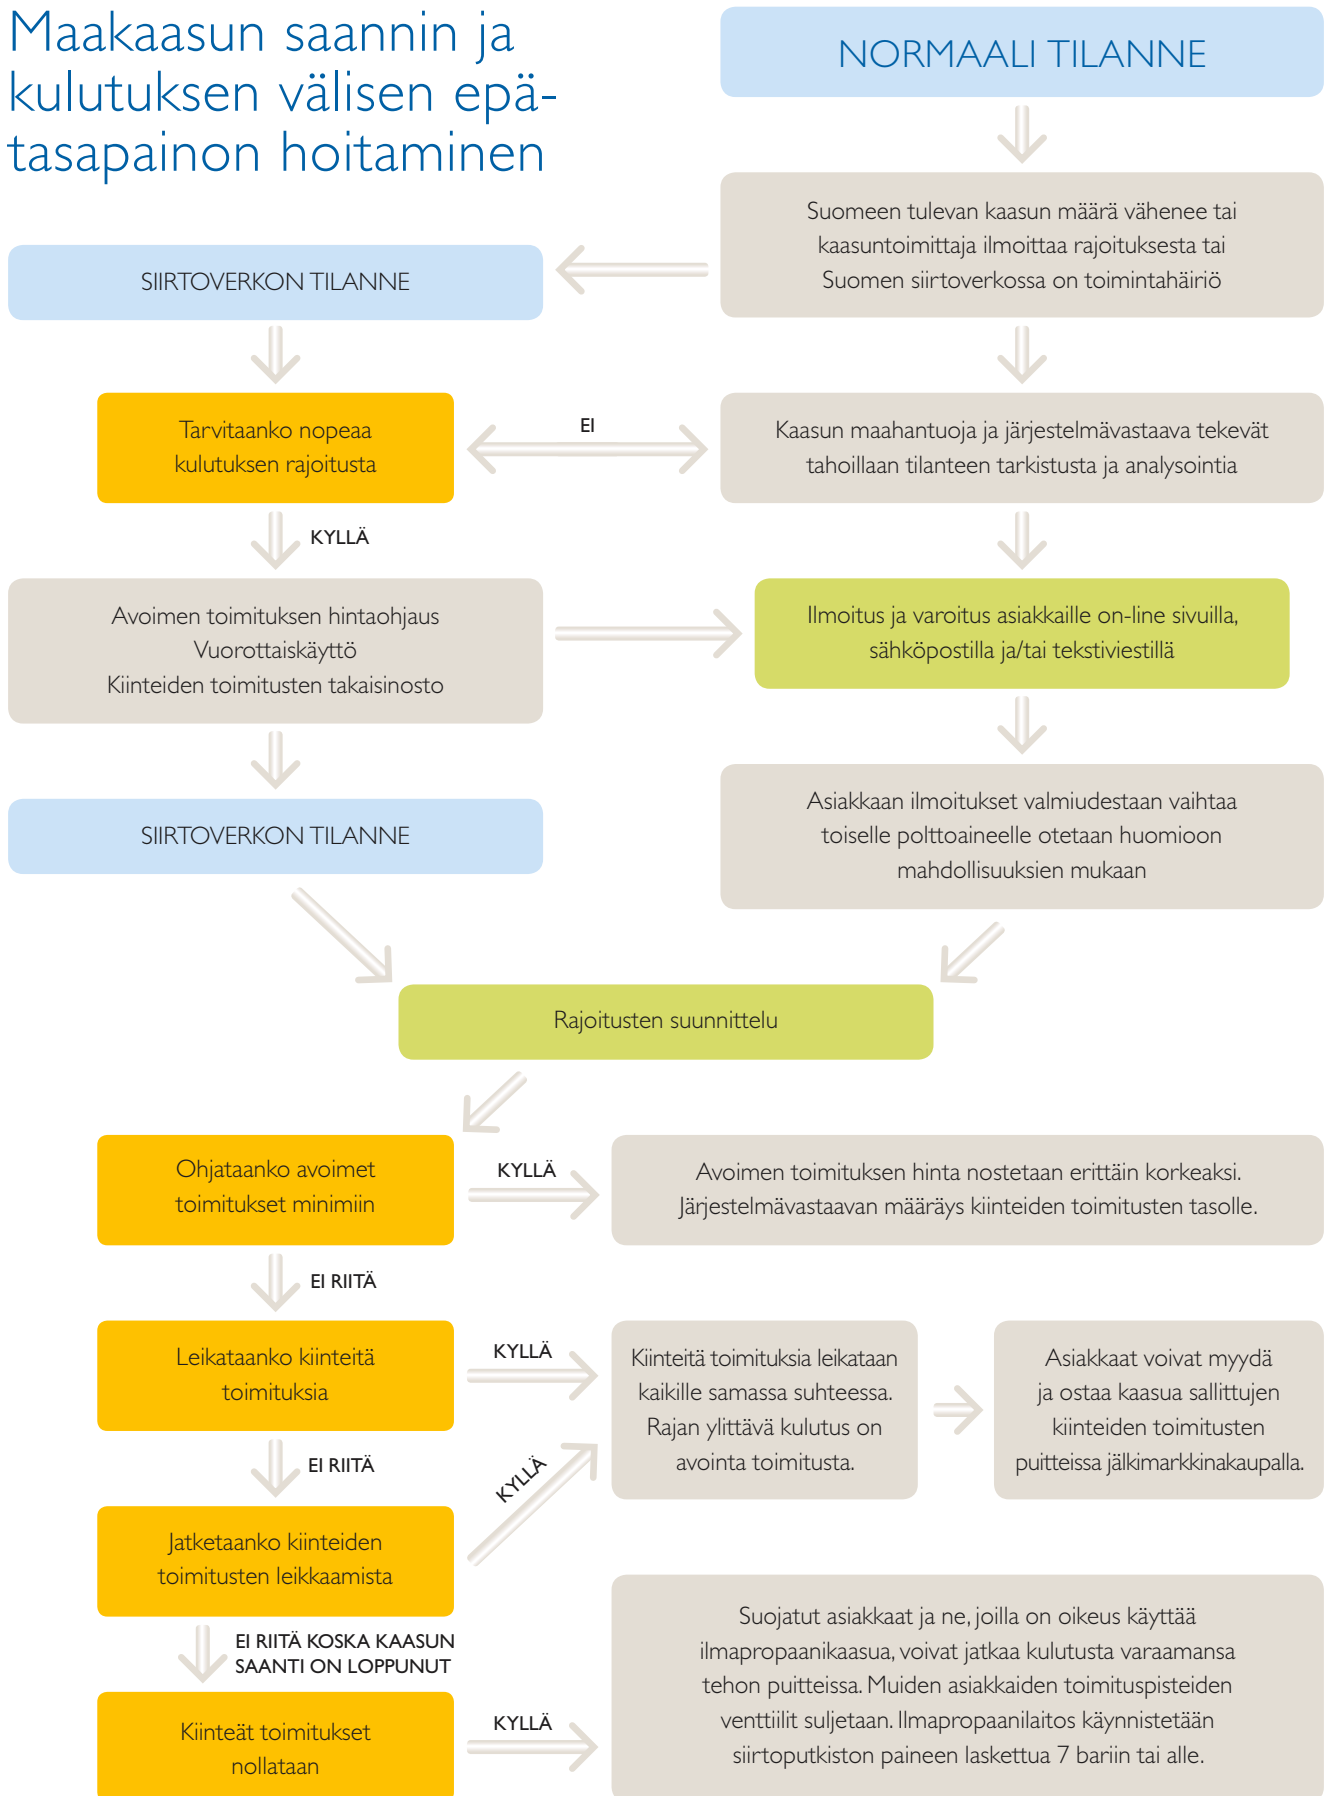 Maakaasun saannin ja
kulutuksen välisen epä-
tasapainon hoitaminen
NORMAALI TILANNE
Suomeen tulevan kaasun määrä vähenee tai
kaasuntoimittaja ilmoittaa rajoituksesta tai
Suomen siirtoverkossa on toimintahäiriö
SIIRTOVERKON TILANNE
Tarvitaanko nopeaa
kulutuksen rajoitusta
EI
Kaasun maahantuoja ja järjestelmävastaava tekevät
tahoillaan tilanteen tarkistusta ja analysointia
KYLLÄ
Avoimen toimituksen hintaohjaus
Vuorottaiskäyttö
Kiinteiden toimitusten takaisinosto
Ilmoitus ja varoitus asiakkaille on-line sivuilla,
sähköpostilla ja/tai tekstiviestillä
SIIRTOVERKON TILANNE
Asiakkaan ilmoitukset valmiudestaan vaihtaa
toiselle polttoaineelle otetaan huomioon
mahdollisuuksien mukaan
Rajoitusten suunnittelu
Ohjataanko avoimet
toimitukset minimiin
KYLLÄ
Avoimen toimituksen hinta nostetaan erittäin korkeaksi.
Järjestelmävastaavan määräys kiinteiden toimitusten tasolle.
EI RIITÄ
Leikataanko kiinteitä
toimituksia
KYLLÄ
Kiinteitä toimituksia leikataan
kaikille samassa suhteessa.
Rajan ylittävä kulutus on
avointa toimitusta.
Asiakkaat voivat myydä
ja ostaa kaasua sallittujen
kiinteiden toimitusten
puitteissa jälkimarkkinakaupalla.
EI RIITÄ
KYLLÄ
Jatketaanko kiinteiden
toimitusten leikkaamista
EI RIITÄ KOSKA KAASUN
SAANTI ON LOPPUNUT
Kiinteät toimitukset
nollataan
KYLLÄ
Suojatut asiakkaat ja ne, joilla on oikeus käyttää
ilmapropaanikaasua, voivat jatkaa kulutusta varaamansa
tehon puitteissa. Muiden asiakkaiden toimituspisteiden
venttiilit suljetaan. Ilmapropaanilaitos käynnistetään
siirtoputkiston paineen laskettua 7 bariin tai alle.